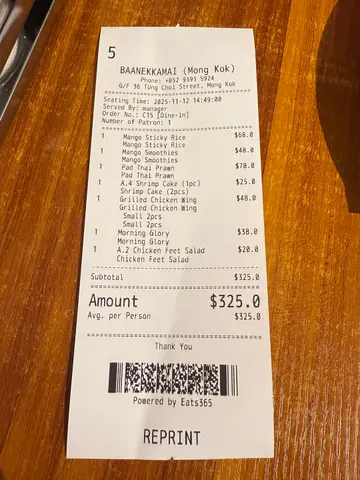 5
BAANEKKAMAI (Mong Kok)
Phone: +852 9391 5924
G/F 36 Tung Choi Street, Mong Kok
Seating Time: 2025-11-12 14:49:00
Served By: manager
Order No.: C15 [Dine-in]
Number of Patron: 1
1 Mango Sticky Rice $68.0
Mango Sticky Rice
1 Mango Smoothies $48.0
Mango Smoothies
1 Pad Thai Prawn $78.0
Pad Thai Prawn
1 A.4 Shrimp Cake (1pc) $25.0
Shrimp Cake (2pcs)
1 Grilled Chicken Wing $48.0
Grilled Chicken Wing
Small 2pcs
Small 2pcs
1 Morning Glory $38.0
Morning Glory
1 A.2 Chicken Feet Salad $20.0
Chicken Feet Salad
Subtotal $325.0
Amount $325.0
Avg. per Person $325.0
Thank You
Powered by Eats365
REPRINT